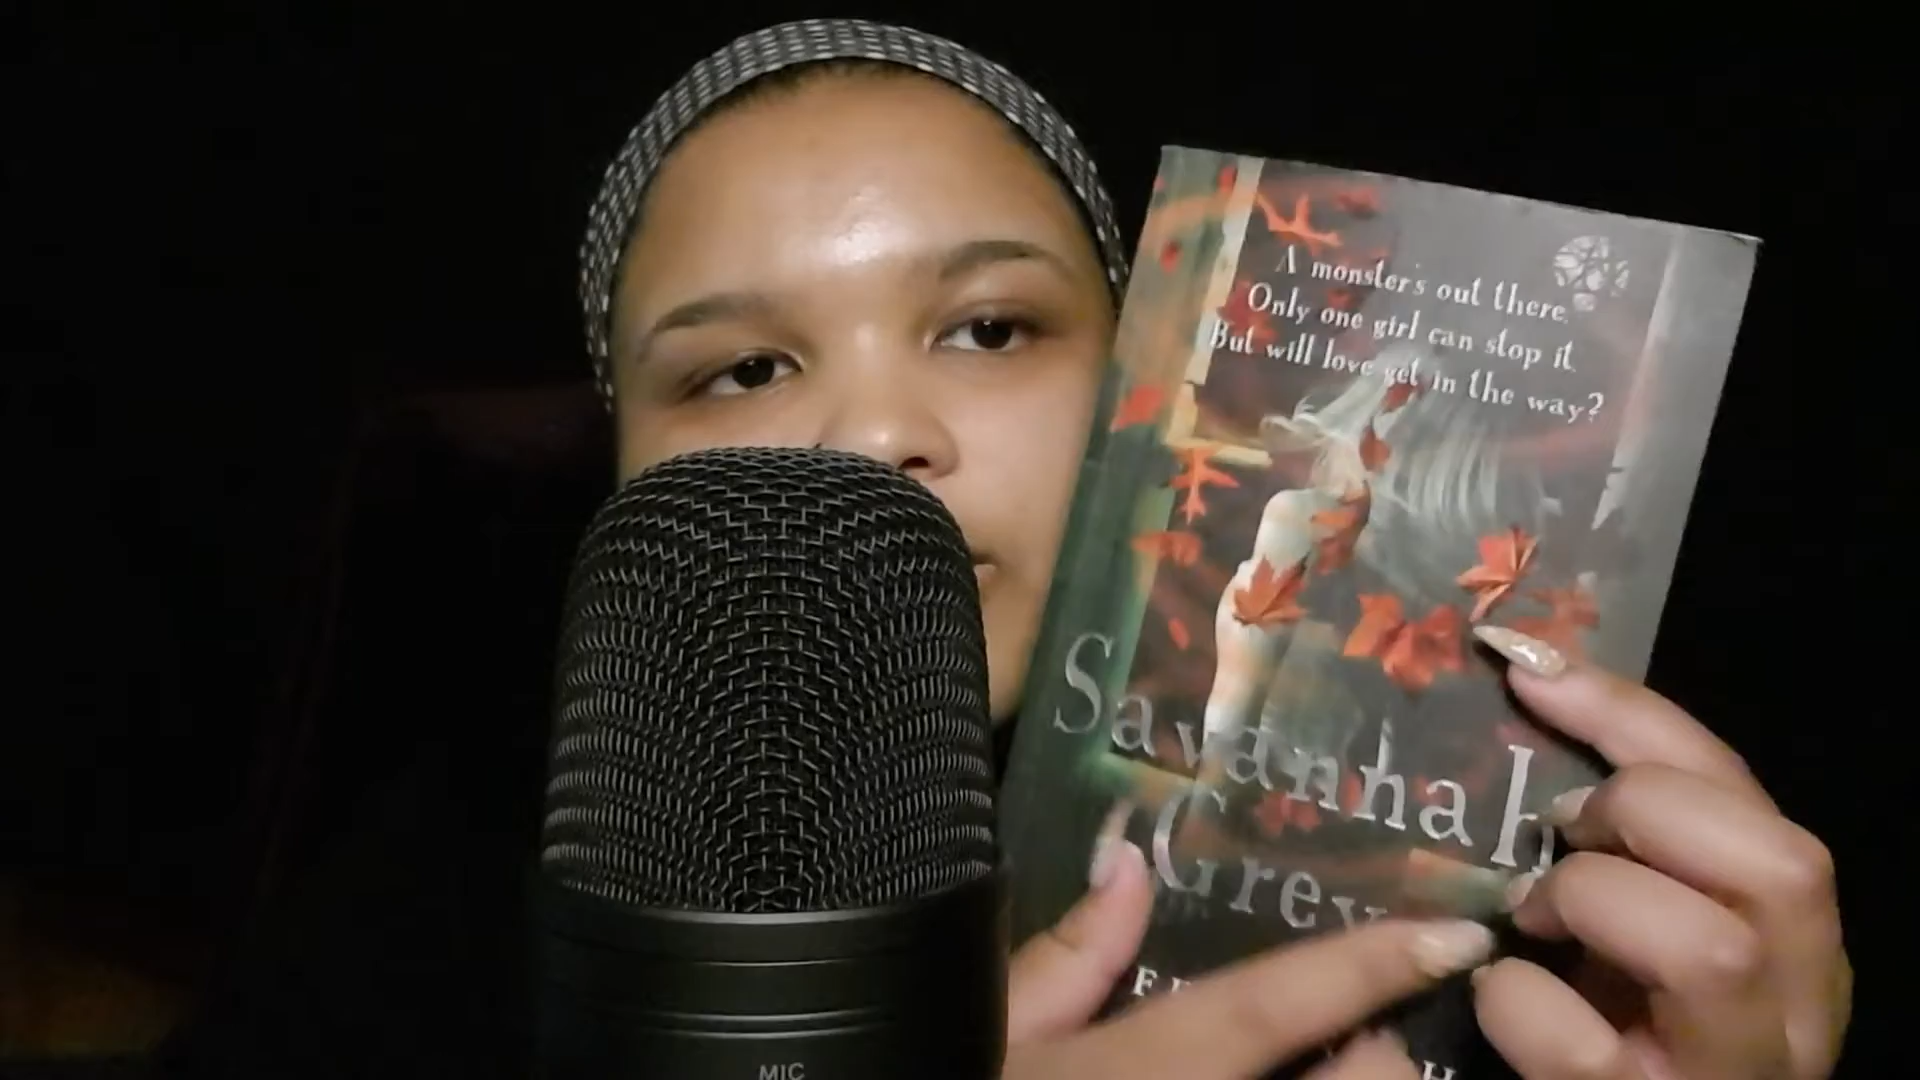 A monster's out there.
Only one girl can stop it.
But will love get in the way?
Savannah
Grey
MIC